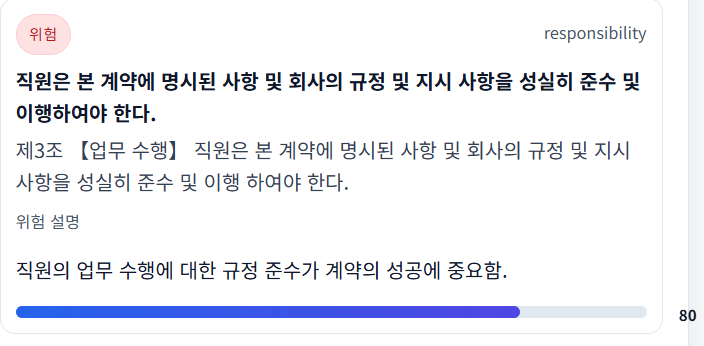 위험
responsibility
직원은 본 계약에 명시된 사항 및 회사의 규정 및 지시 사항을 성실히 준수 및
이행하여야 한다.
제3조 【업무 수행】 직원은 본 계약에 명시된 사항 및 회사의 규정 및 지시
사항을 성실히 준수 및 이행 하여야 한다.
위험 설명
직원의 업무 수행에 대한 규정 준수가 계약의 성공에 중요함.
80